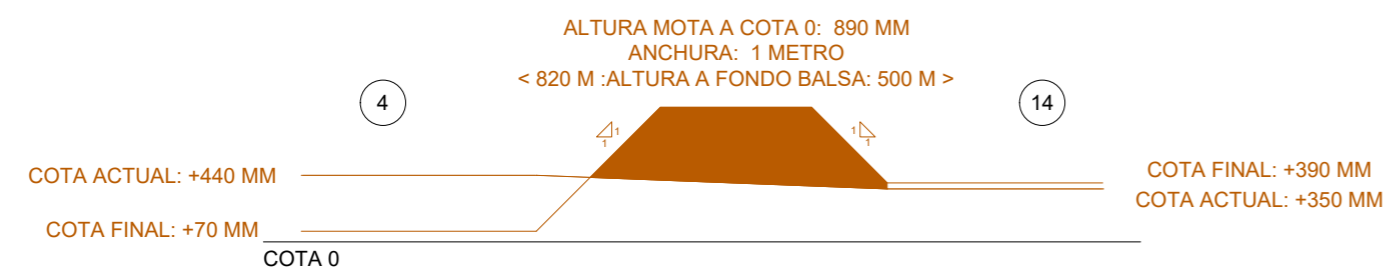 ALTURA MOTA A COTA 0: 890 MM
ANCHURA: 1 METRO
< 820 M :ALTURA A FONDO BALSA: 500 M >
4
14
1
1
1
1
COTA ACTUAL: +440 MM
COTA FINAL: +390 MM
COTA ACTUAL: +350 MM
COTA FINAL: +70 MM
COTA 0